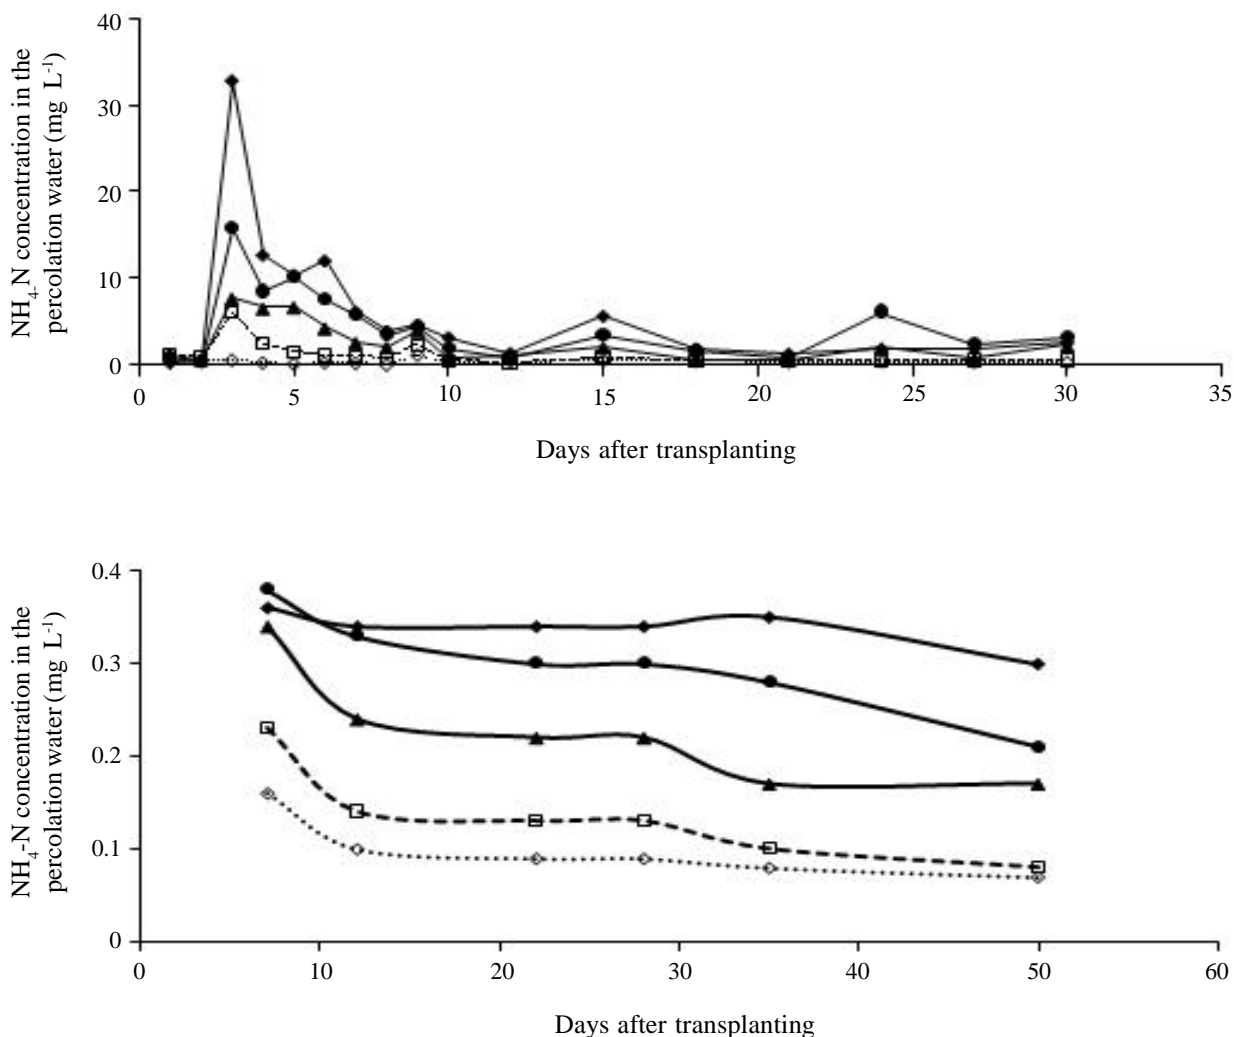 NH4-N concentration in the
percolation water (mg L-1)
40
30
20
10
0
0 5 10 15 20 25 30 35
Days after transplanting
NH4-N concentration in the
percolation water (mg L-1)
0.4
0.3
0.2
0.1
0
0 10 20 30 40 50 60
Days after transplanting